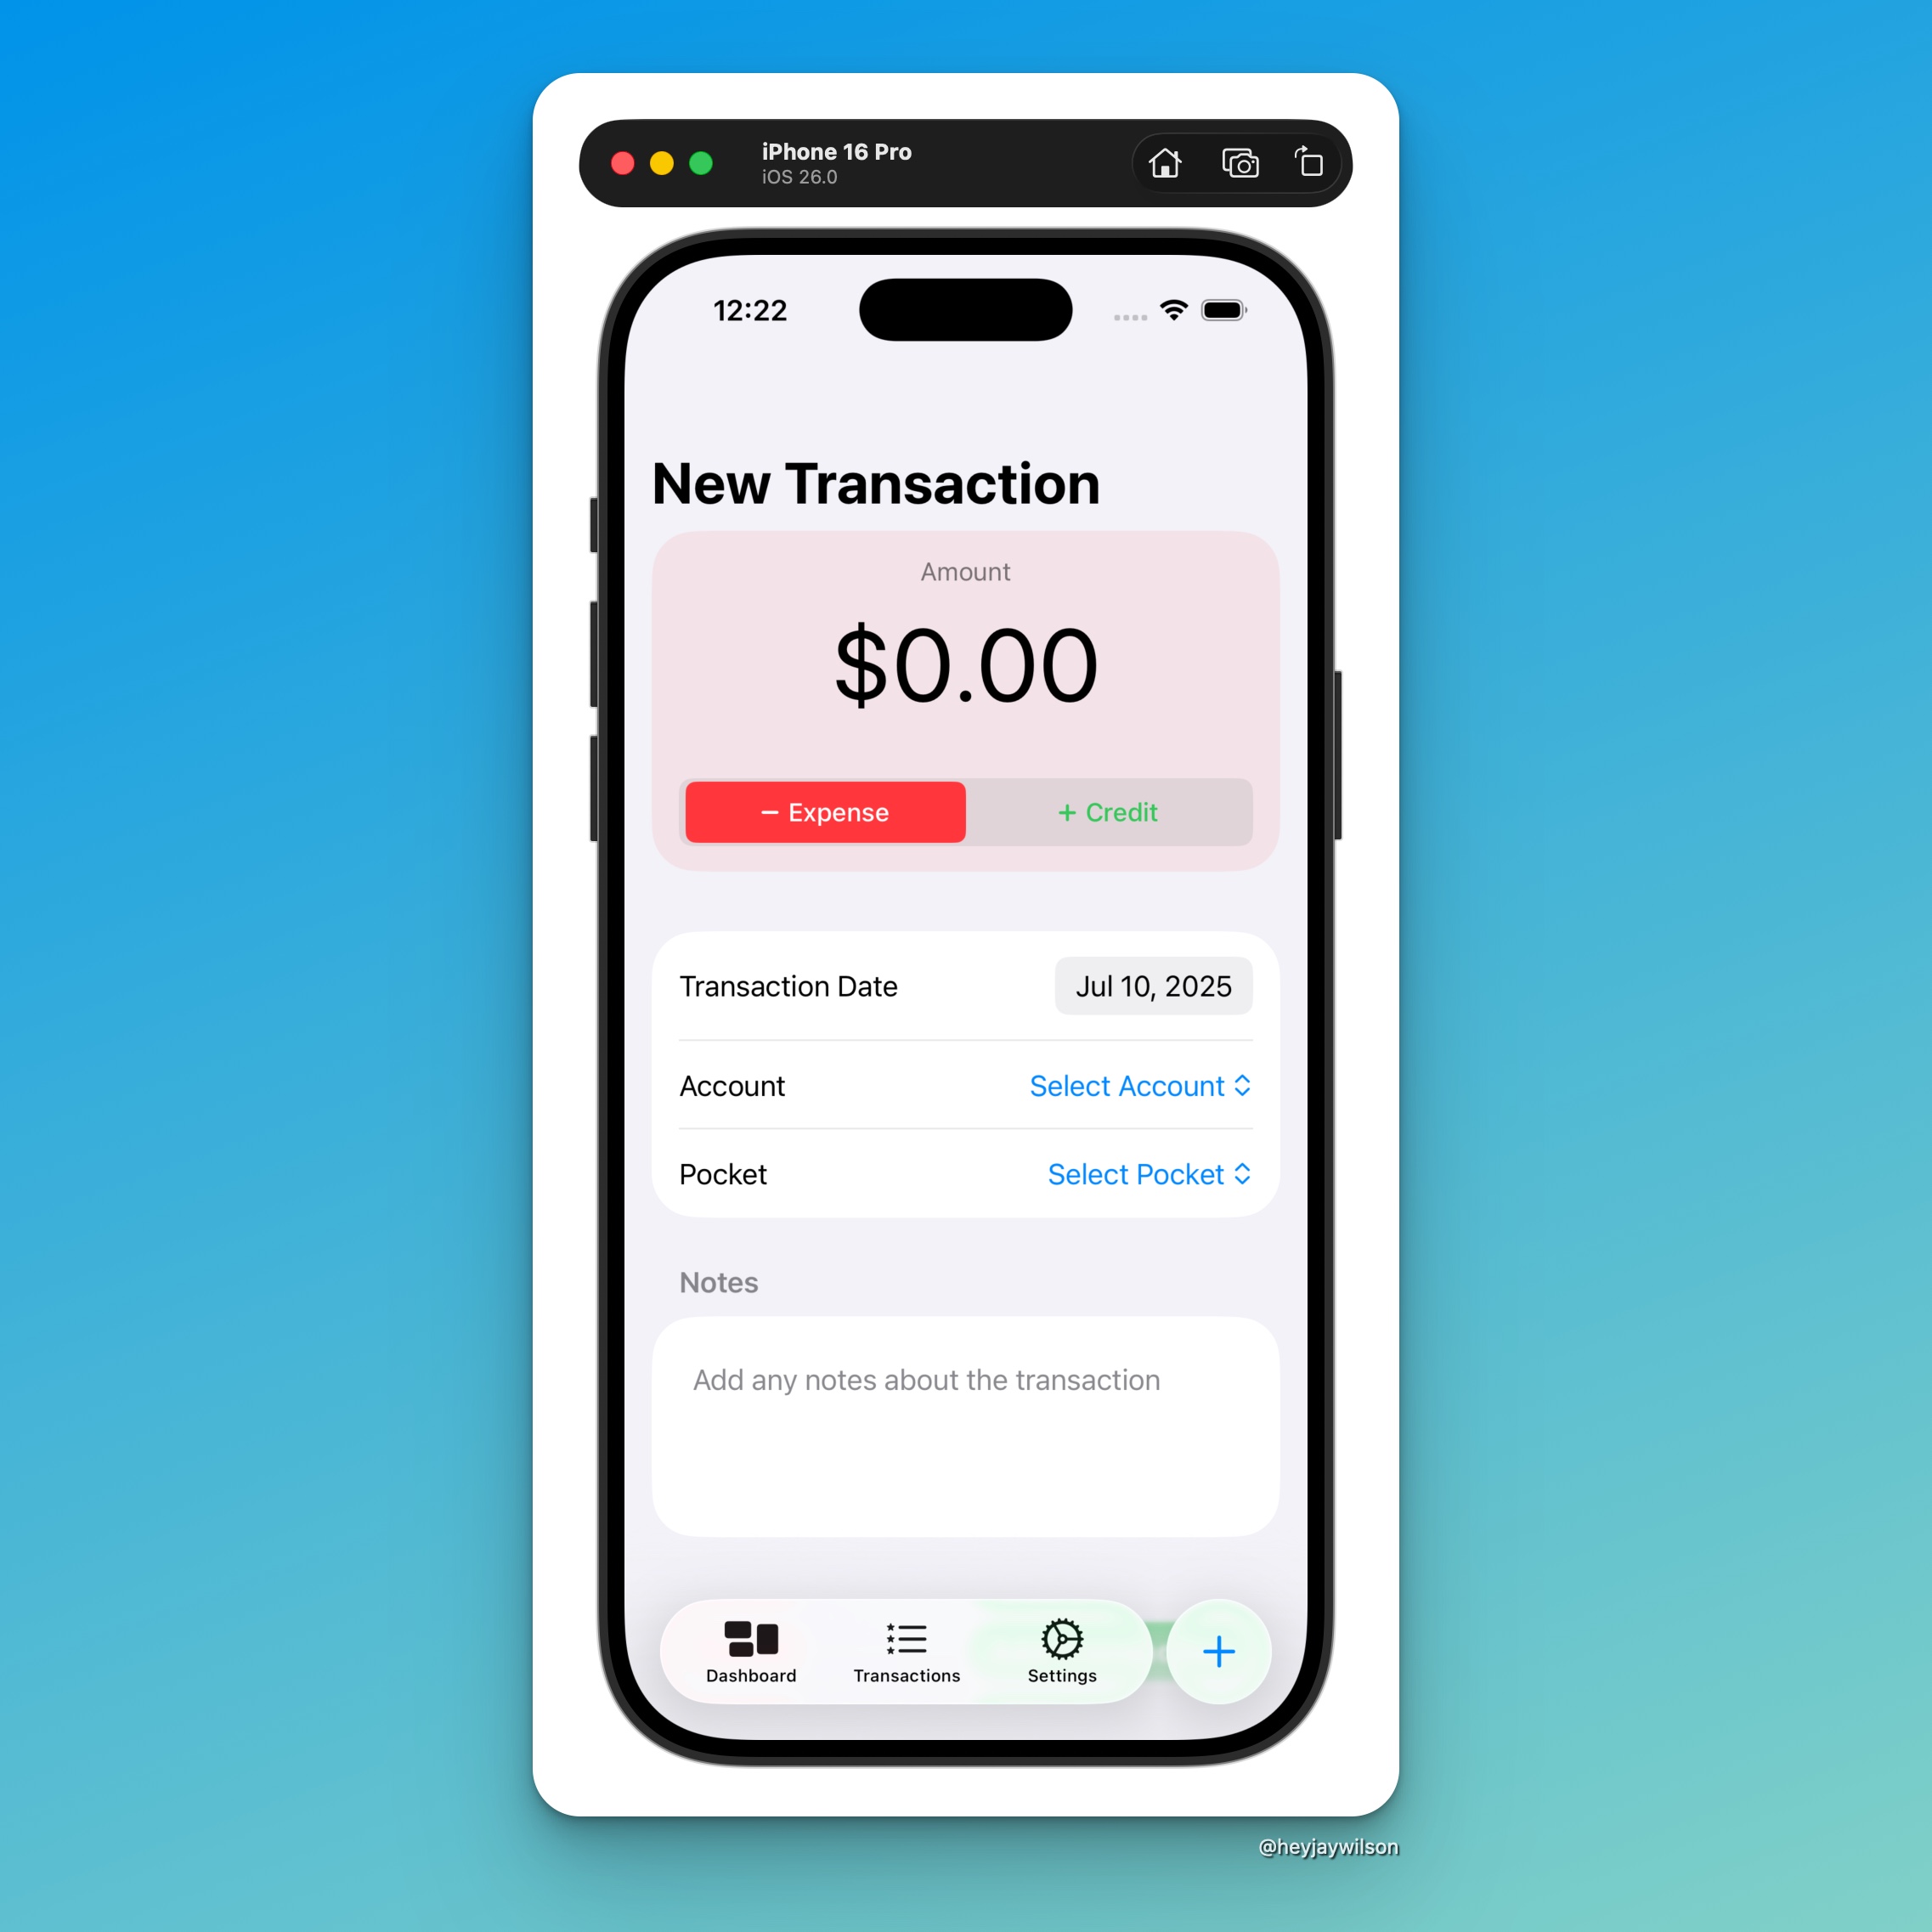 iPhone 16 Pro
iOS 26.0
12:22
New Transaction
Amount
$0.00
− Expense
+ Credit
Transaction Date
Jul 10, 2025
Account
Select Account
Pocket
Select Pocket
Notes
Add any notes about the transaction
Dashboard
Transactions
Settings
@heyjaywilson